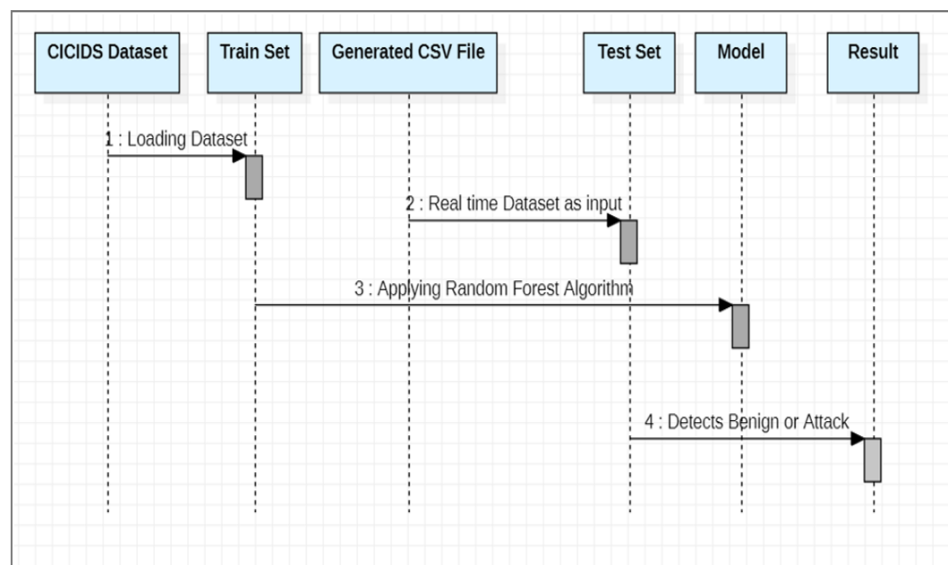 CICIDS Dataset
Train Set
Generated CSV File
Test Set
Model
Result
1 : Loading Dataset
2 : Real time Dataset as input
3 : Applying Random Forest Algorithm
4 : Detects Benign or Attack